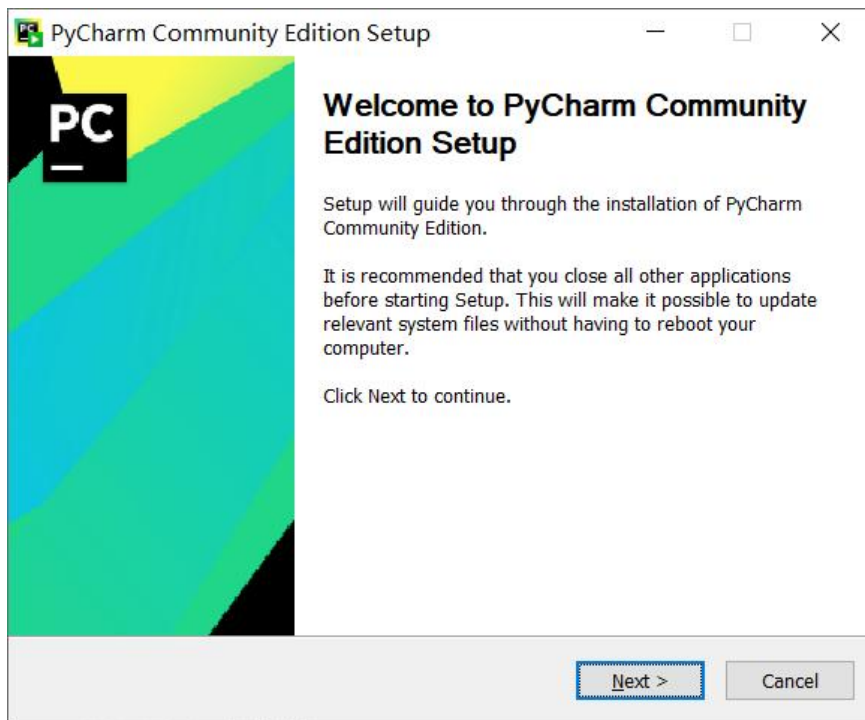 PyCharm Community Edition Setup
PC
Welcome to PyCharm Community
Edition Setup
Setup will guide you through the installation of PyCharm
Community Edition.
It is recommended that you close all other applications
before starting Setup. This will make it possible to update
relevant system files without having to reboot your
computer.
Click Next to continue.
Next >
Cancel